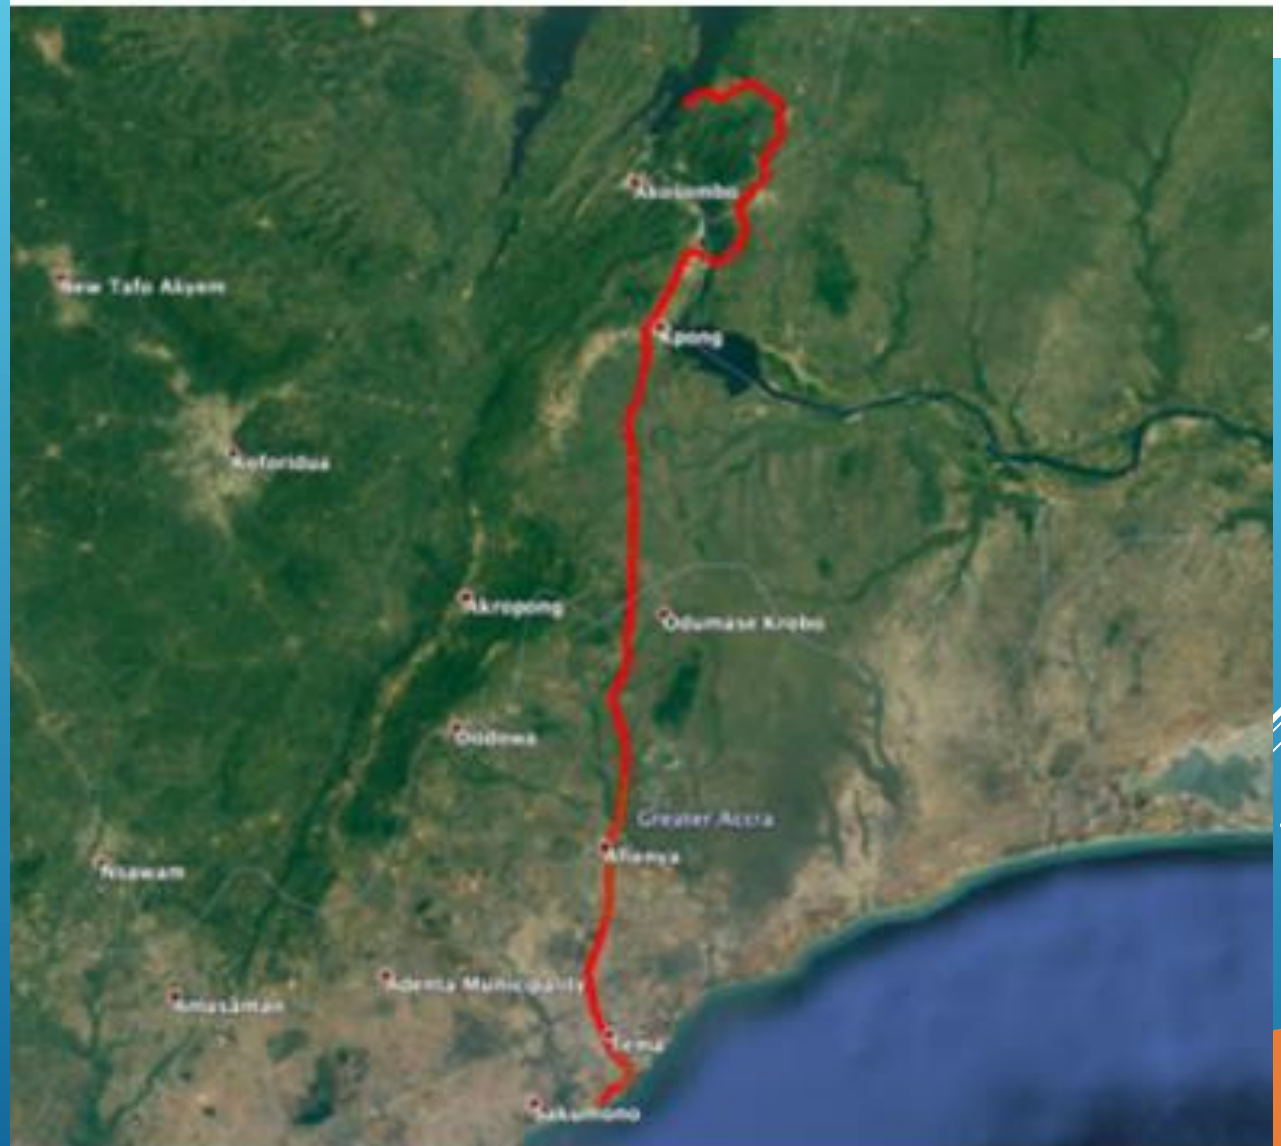 Akosombo
New Tafo Akyem
Kpong
Koforidua
Akropong
Odumase Krobo
Dodowa
Greater Accra
Afienya
Nsawam
Adenta Municipality
Amasaman
Tema
Sakumono